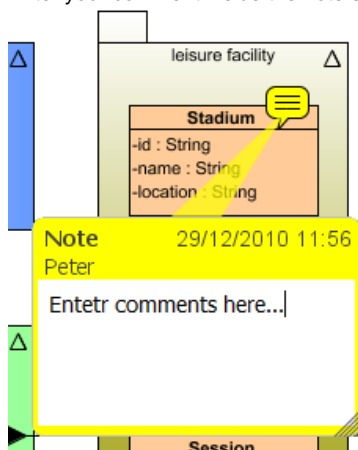 leisure facility
Stadium
-id : String
-name : String
-location : String
Note 29/12/2010 11:56
Peter
Entetr comments here...
Session